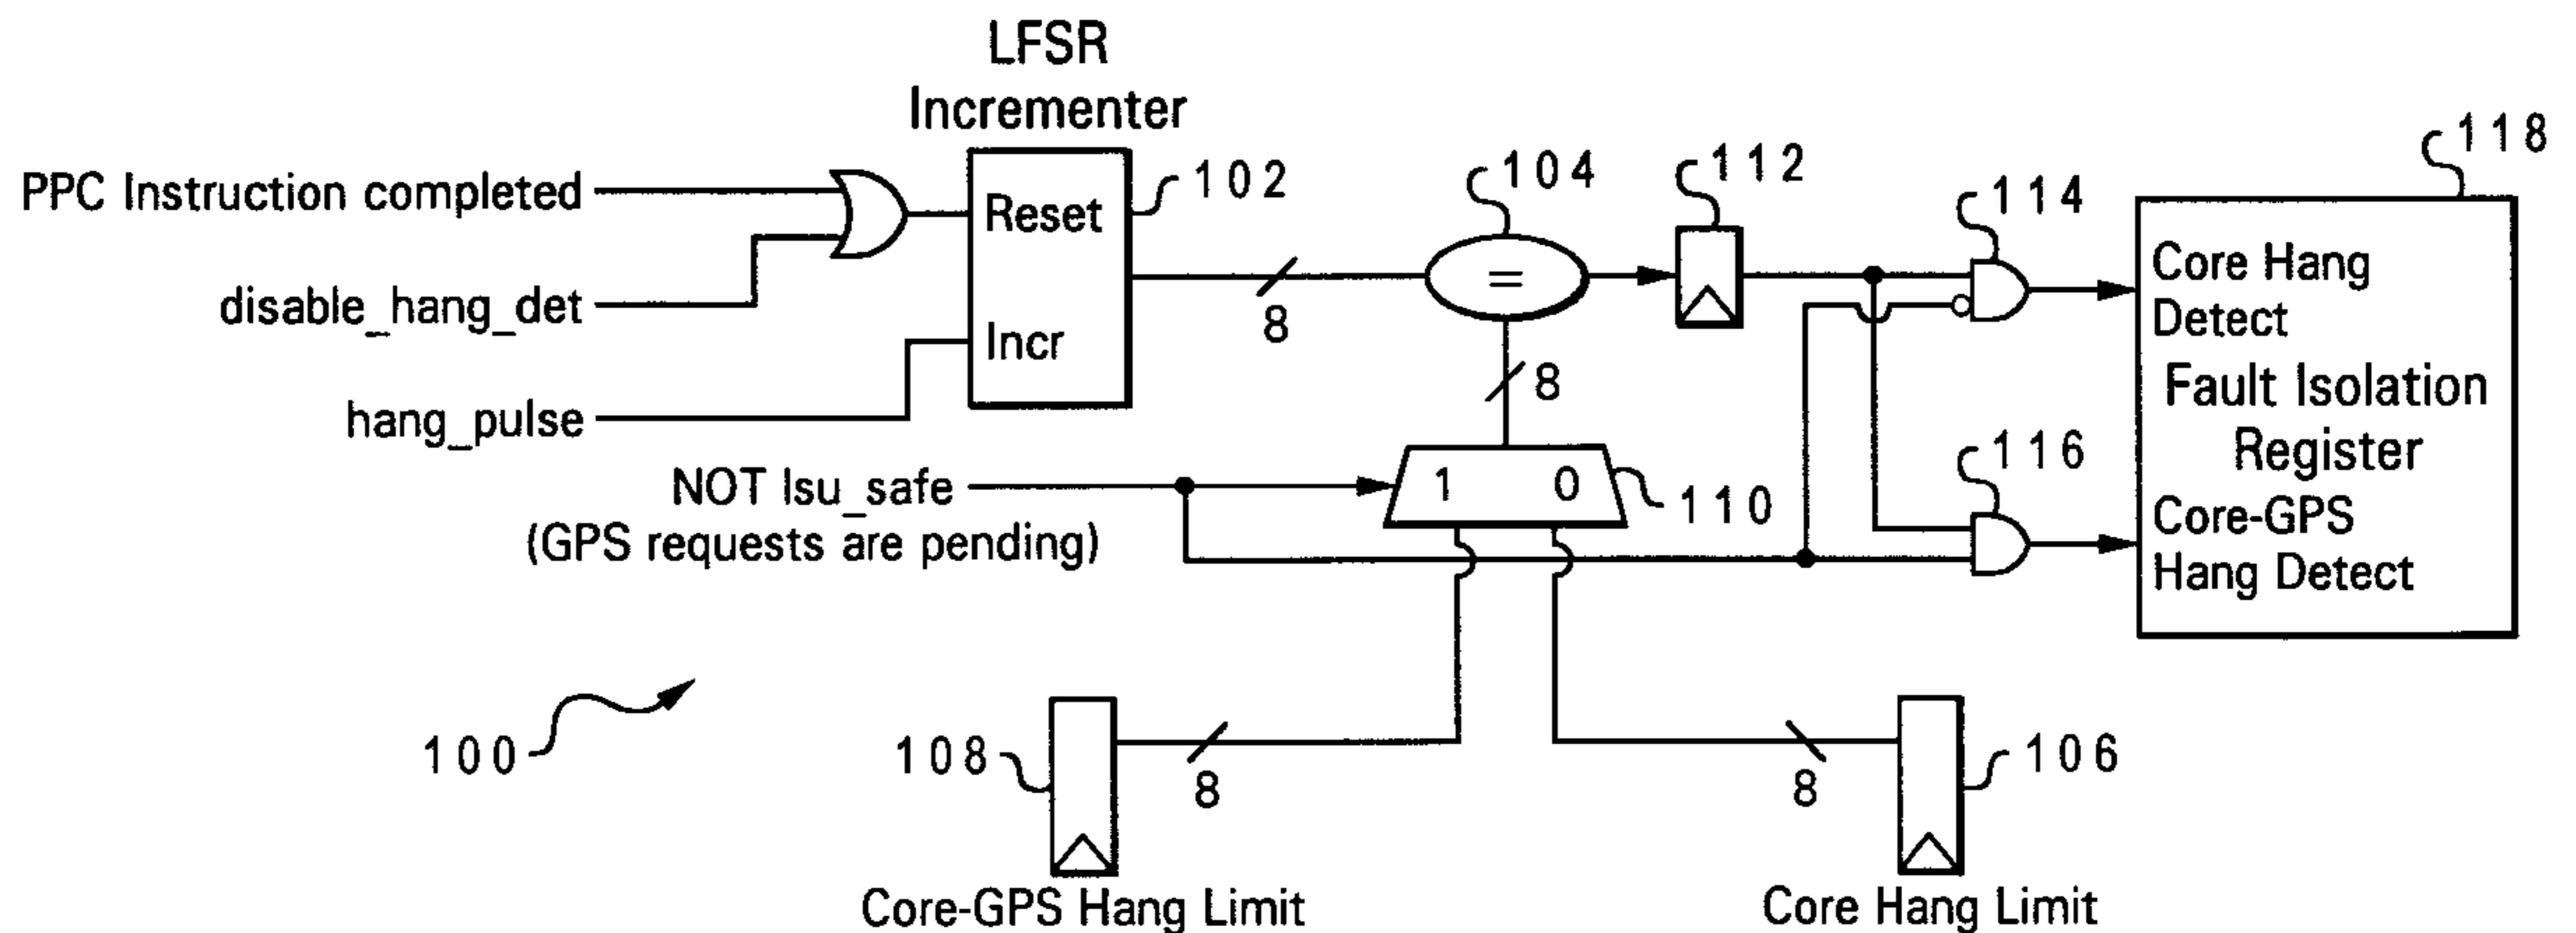 LFSR
Incrementer
PPC Instruction completed
disable_hang_det
hang_pulse
Reset
Incr
102
8
104
=
8
112
114
116
118
Core Hang
Detect
Fault Isolation
Register
Core-GPS
Hang Detect
NOT lsu_safe
(GPS requests are pending)
1 0
110
100
108
8
8
106
Core-GPS Hang Limit
Core Hang Limit